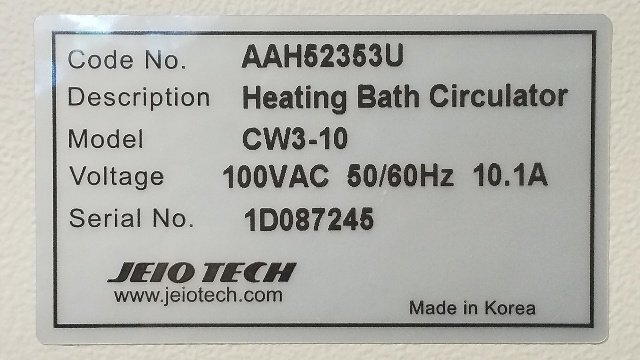 Code No. AAH52353U
Description Heating Bath Circulator
Model CW3-10
Voltage 100VAC 50/60Hz 10.1A
Serial No. 1D087245
JEIO TECH
www.jeiotech.com
Made in Korea